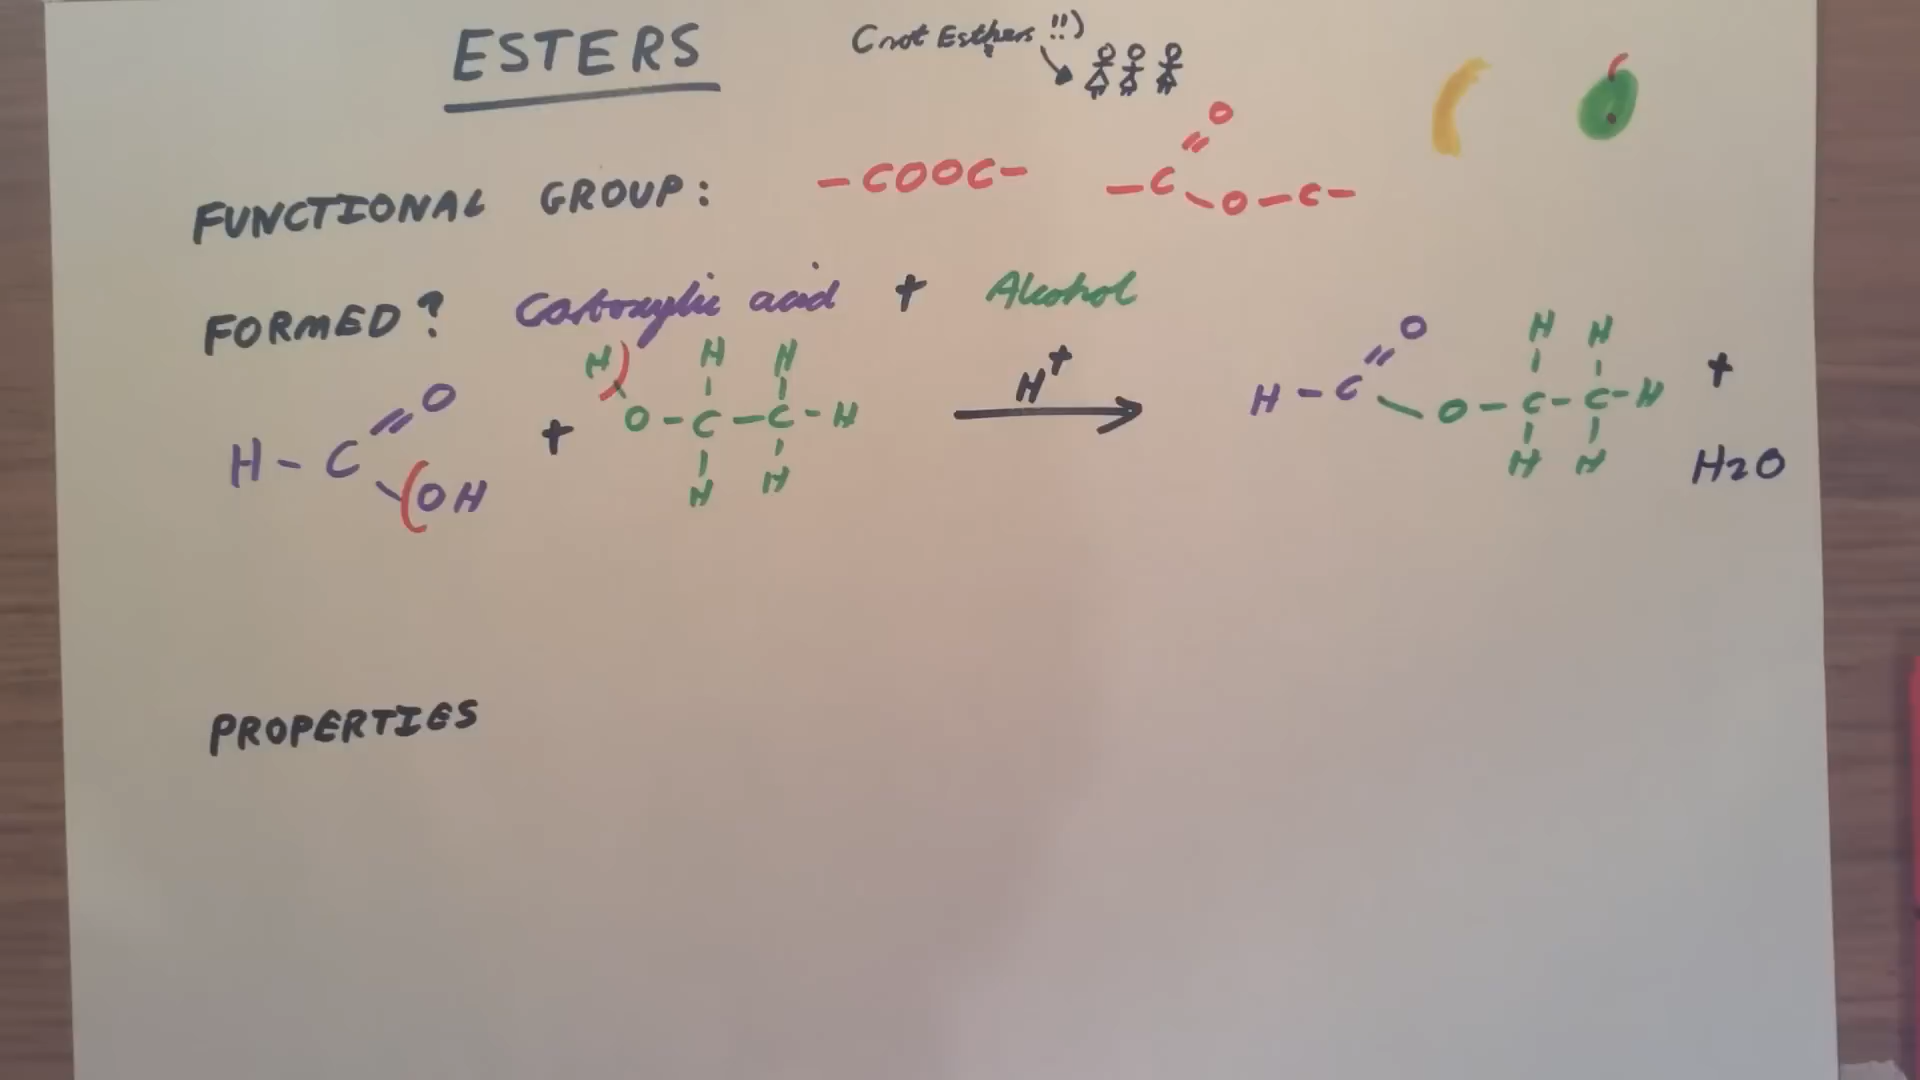 ESTERS (not Esthers !!)
FUNCTIONAL GROUP: -COOC- -C=O-O-C-
FORMED? Carboxylic acid + Alcohol
H-C=O OH + H O-C-C-H H H H H H+ → H-C=O O-C-C-H H H H H +
H2O
PROPERTIES